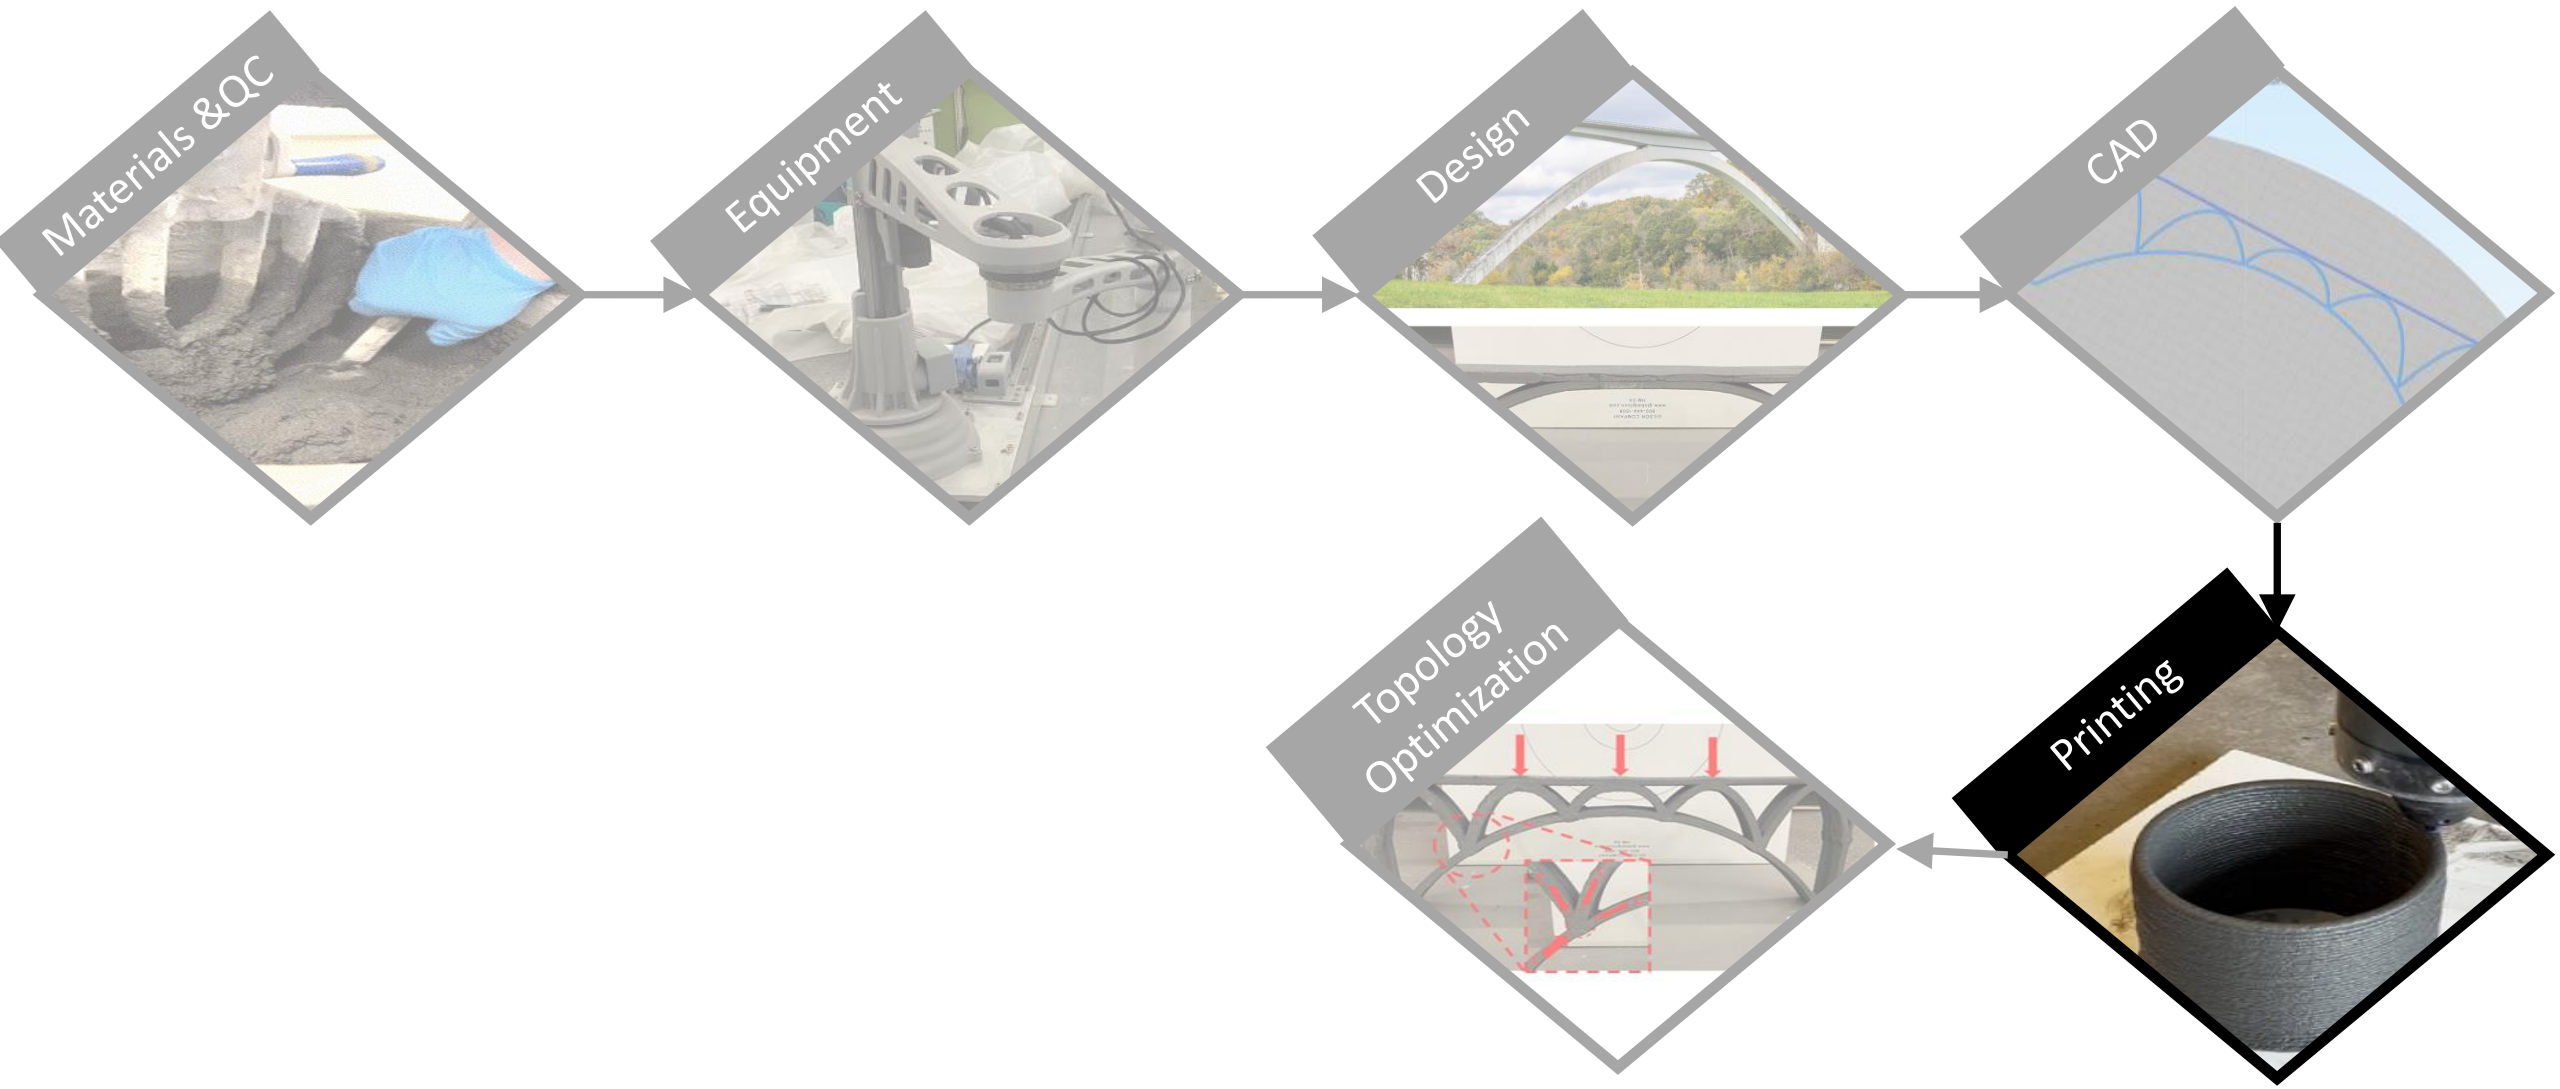 Materials &QC
Equipment
Design
CAD
Topology
Optimization
Printing